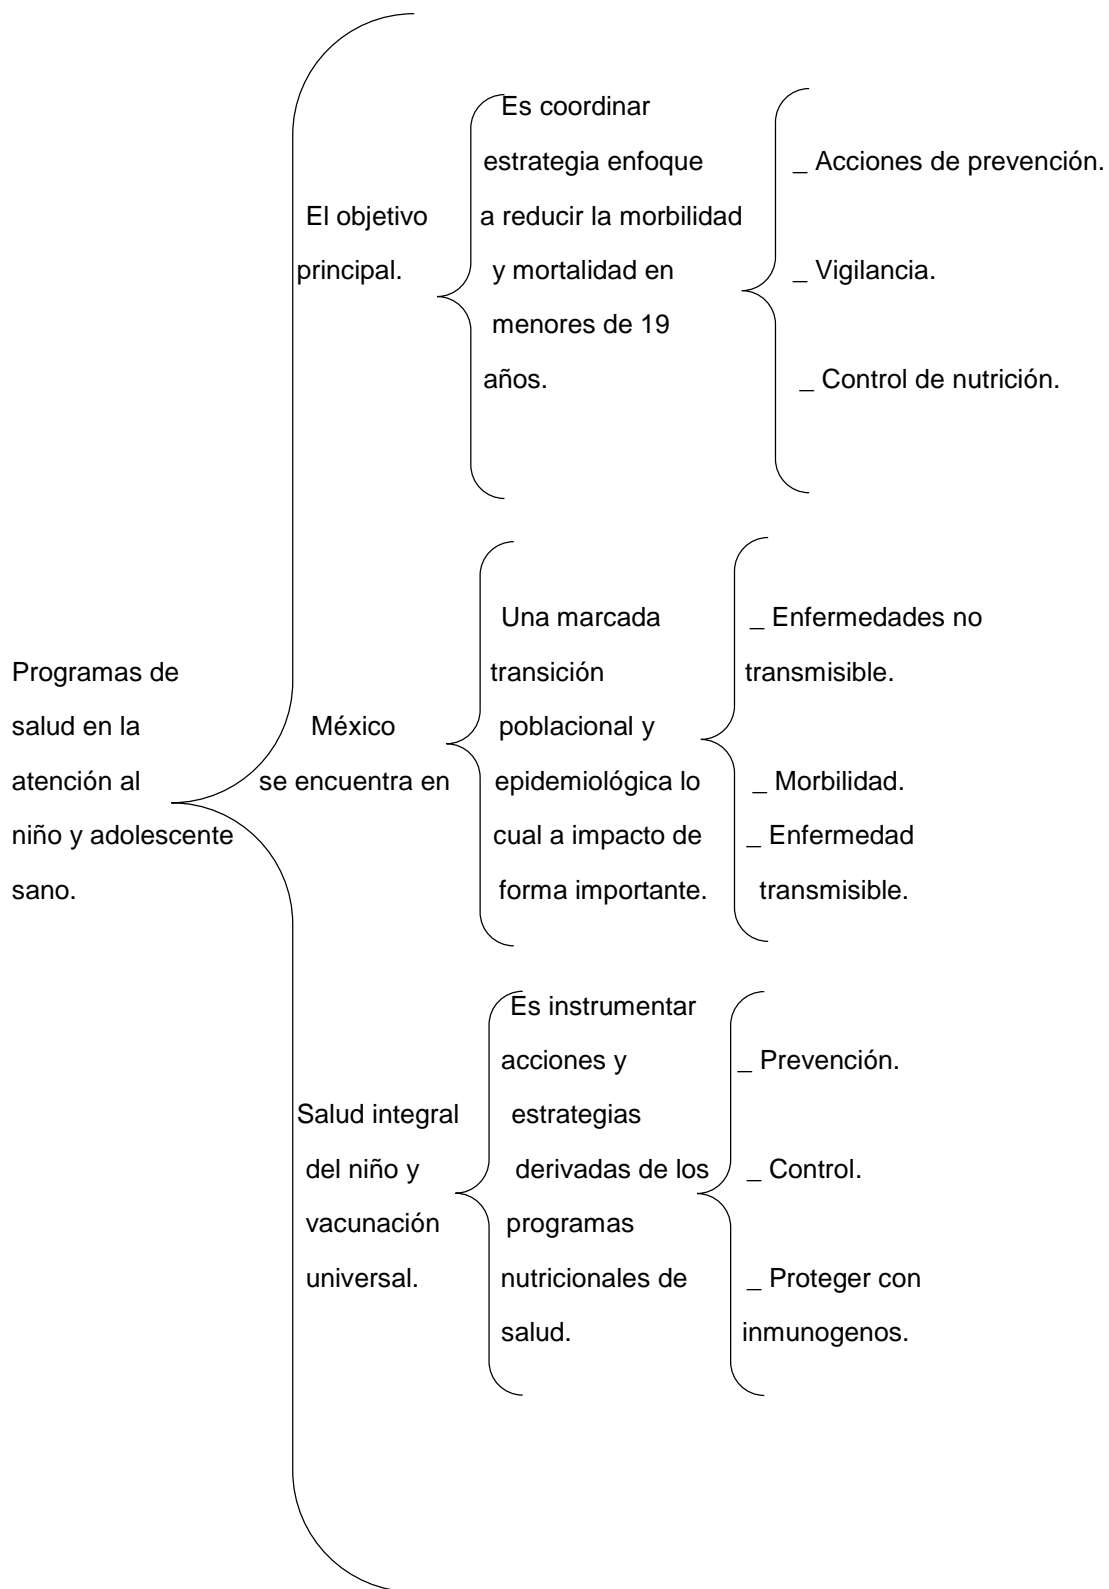 Programas de
salud en la
atención al
niño y adolescente
sano.
El objetivo
principal.
Es coordinar
estrategia enfoque
a reducir la morbilidad
y mortalidad en
menores de 19
años.
_ Acciones de prevención.
_ Vigilancia.
_ Control de nutrición.
México
se encuentra en
Una marcada
transición
poblacional y
epidemiológica lo
cual a impacto de
forma importante.
_ Enfermedades no
transmisible.
_ Morbilidad.
_ Enfermedad
transmisible.
Salud integral
del niño y
vacunación
universal.
Es instrumentar
acciones y
estrategias
derivadas de los
programas
nutricionales de
salud.
_ Prevención.
_ Control.
_ Proteger con
inmunogenos.